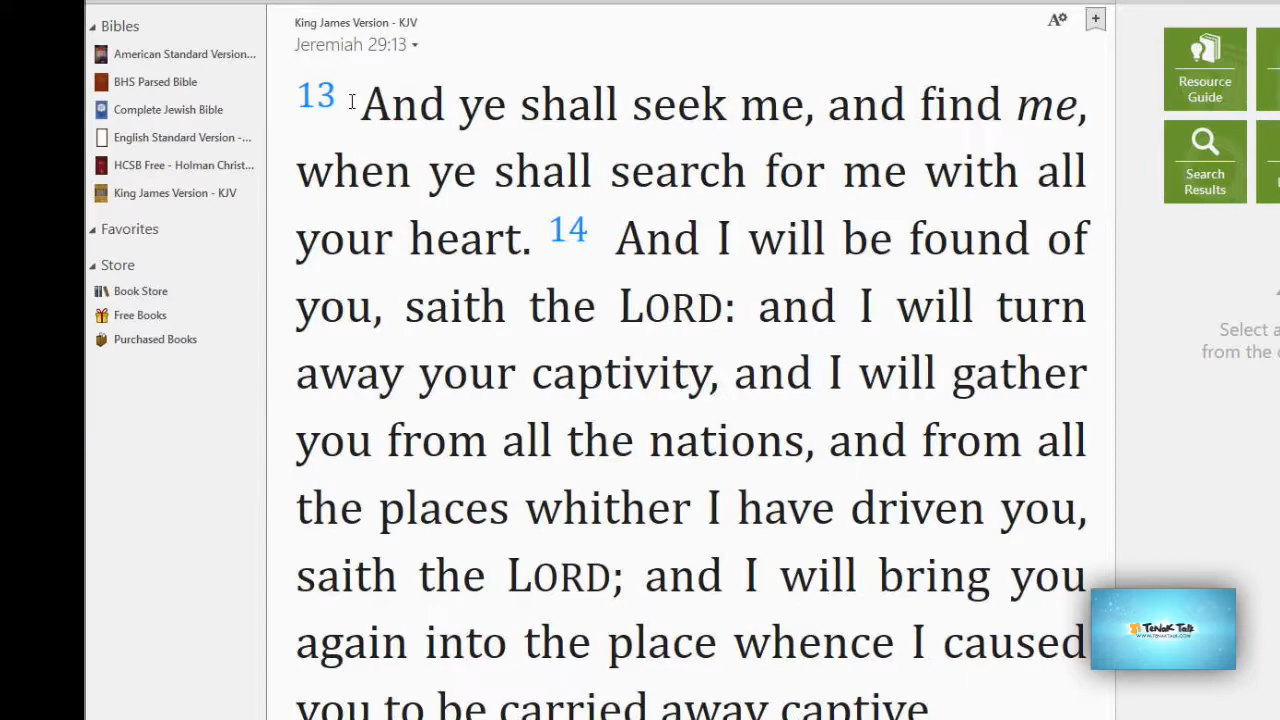 Bibles
American Standard Version...
BHS Parsed Bible
Complete Jewish Bible
English Standard Version -...
HCSB Free - Holman Christ...
King James Version - KJV
Favorites
Store
Book Store
Free Books
Purchased Books
King James Version - KJV
Jeremiah 29:13
13 And ye shall seek me, and find me,
when ye shall search for me with all
your heart. 14 And I will be found of
you, saith the LORD: and I will turn
away your captivity, and I will gather
you from all the nations, and from all
the places whither I have driven you,
saith the LORD; and I will bring you
again into the place whence I caused
you to be carried away captive.
Resource
Guide
Search
Results
Select a
from the
TeNaK Talk
WWW.TENAKTALK.COM